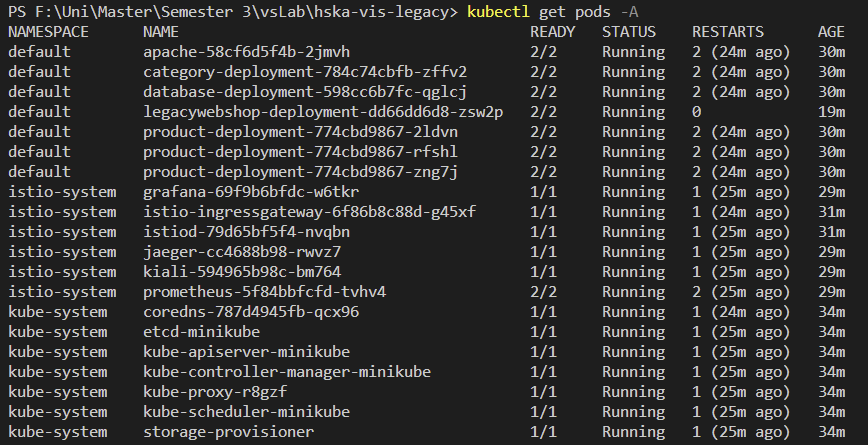 PS F:\Uni\Master\Semester 3\vsLab\hska-vis-legacy> kubectl get pods -A
NAMESPACE NAME READY STATUS RESTARTS AGE
default apache-58cf6d5f4b-2jmvh 2/2 Running 2 (24m ago) 30m
default category-deployment-784c74cbfb-zffv2 2/2 Running 2 (24m ago) 30m
default database-deployment-598cc6b7fc-qglcj 2/2 Running 2 (24m ago) 30m
default legacywebshop-deployment-dd66dd6d8-zsw2p 2/2 Running 0 19m
default product-deployment-774cbd9867-2ldvn 2/2 Running 2 (24m ago) 30m
default product-deployment-774cbd9867-rfshl 2/2 Running 2 (24m ago) 30m
default product-deployment-774cbd9867-zng7j 2/2 Running 2 (24m ago) 30m
istio-system grafana-69f9b6bfdc-w6tkr 1/1 Running 1 (25m ago) 29m
istio-system istio-ingressgateway-6f86b8c88d-g45xf 1/1 Running 1 (24m ago) 31m
istio-system istiod-79d65bf5f4-nvqbn 1/1 Running 1 (25m ago) 31m
istio-system jaeger-cc4688b98-rwvz7 1/1 Running 1 (25m ago) 29m
istio-system kiali-594965b98c-bm764 1/1 Running 1 (25m ago) 29m
istio-system prometheus-5f84bbfcfd-tvhv4 2/2 Running 2 (25m ago) 29m
kube-system coredns-787d4945fb-qcx96 1/1 Running 1 (24m ago) 34m
kube-system etcd-minikube 1/1 Running 1 (25m ago) 34m
kube-system kube-apiserver-minikube 1/1 Running 1 (25m ago) 34m
kube-system kube-controller-manager-minikube 1/1 Running 1 (25m ago) 34m
kube-system kube-proxy-r8gzf 1/1 Running 1 (25m ago) 34m
kube-system kube-scheduler-minikube 1/1 Running 1 (25m ago) 34m
kube-system storage-provisioner 1/1 Running 1 (25m ago) 34m